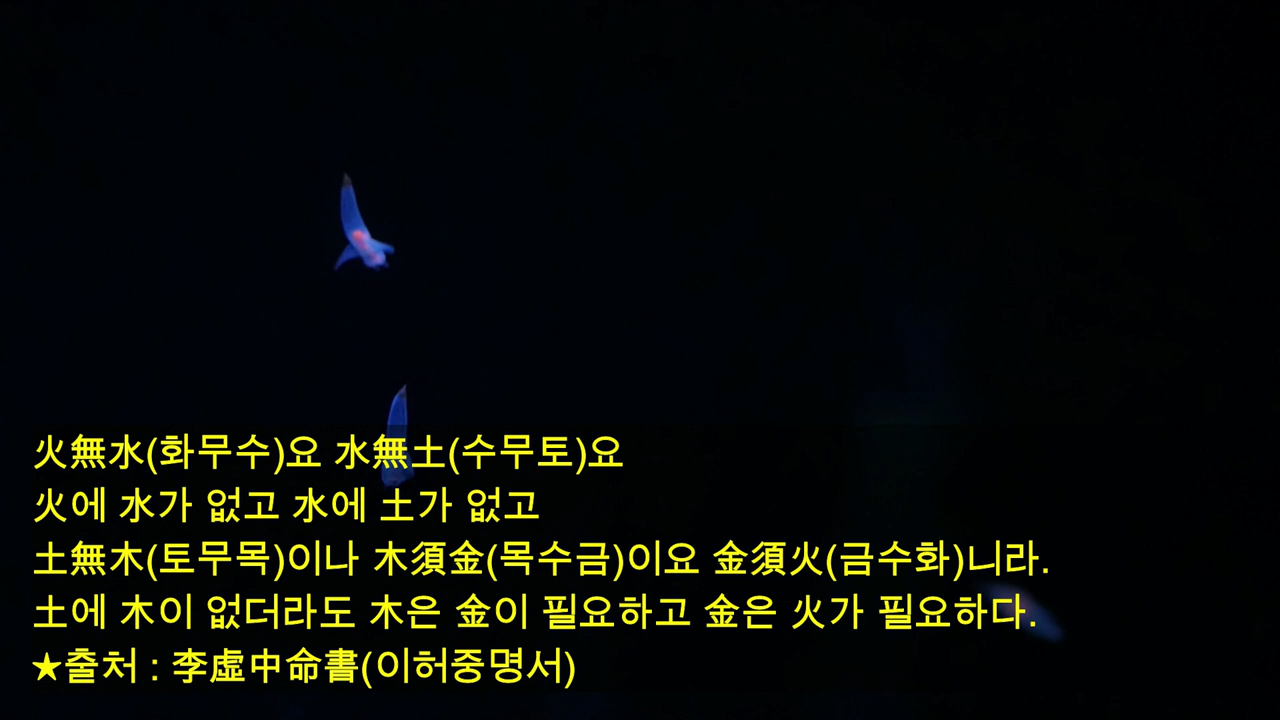 火無水(화무수)요 水無土(수무토)요
火에 水가 없고 水에 土가 없고
土無木(토무목)이나 木須金(목수금)이요 金須火(금수화)니라.
土에 木이 없더라도 木은 金이 필요하고 金은 火가 필요하다.
★출처 : 李虛中命書(이허중명서)